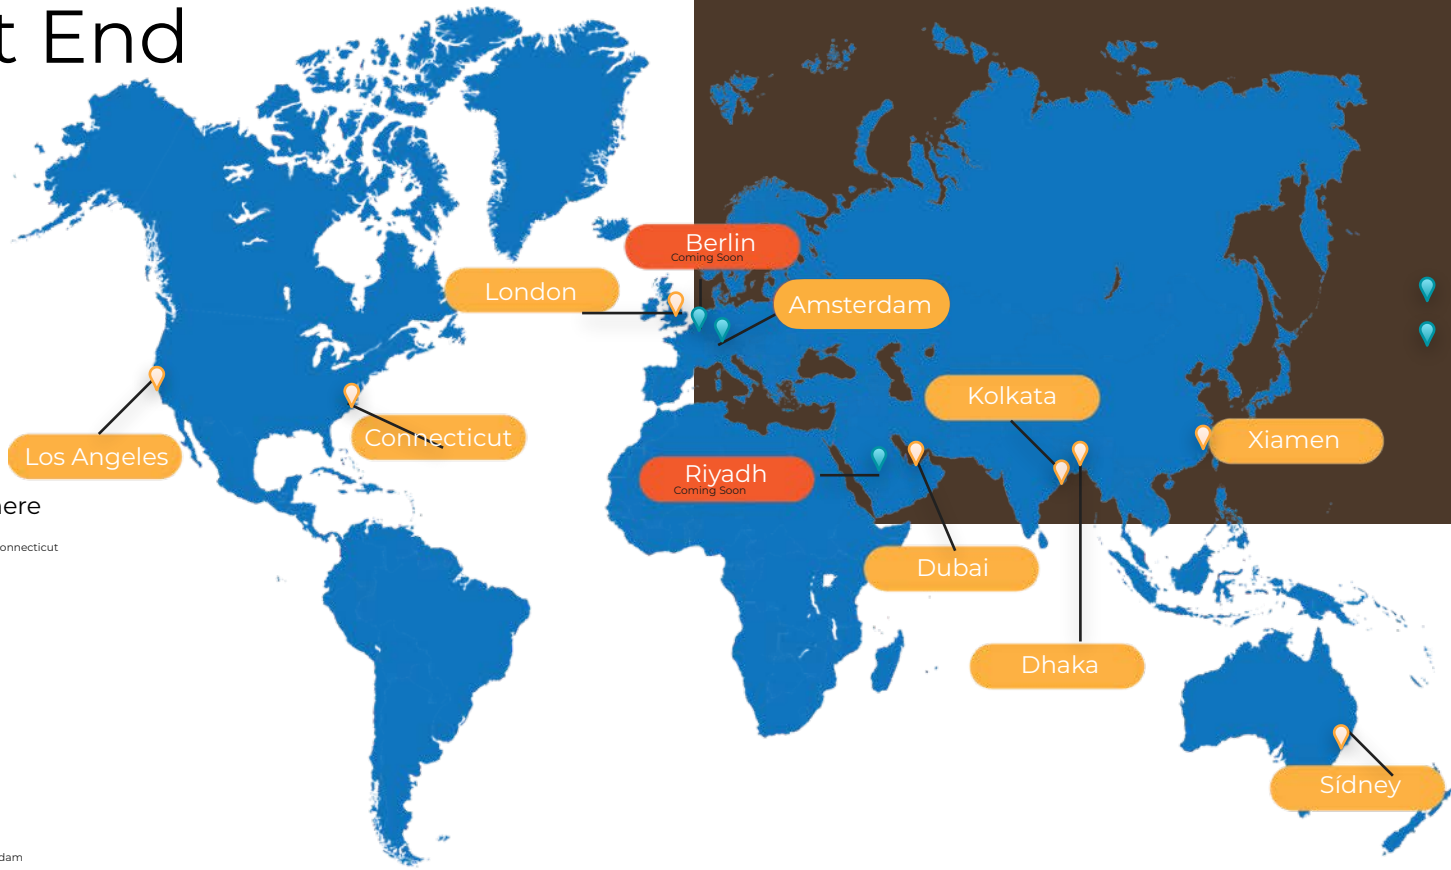 t End
Berlin
Coming Soon
London
Amsterdam
Kolkata
Connecticut
Xiamen
Los Angeles
Riyadh
Coming Soon
ere
onnecticut
Dubai
Dhaka
Sídney
dam